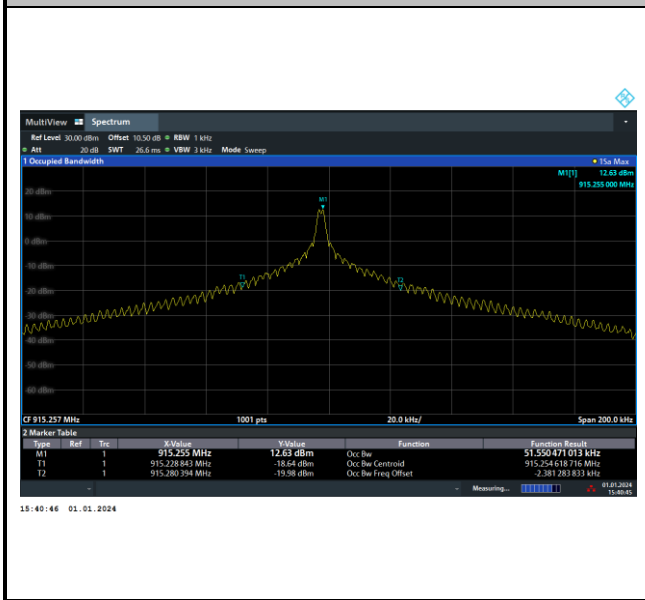 MultiView Spectrum
Ref Level 30.00 dBm Offset 10.50 dB RBW 1 kHz
Att 20 dB SWT 26.6 ms VBW 3 kHz Mode Sweep
1 Occupied Bandwidth 1Sa Max
M1[1] 12.63 dBm
915.255 000 MHz
M1
20 dBm
10 dBm
0 dBm
-10 dBm
T1 T2
-20 dBm
-30 dBm
-40 dBm
-50 dBm
-60 dBm
CF 915.257 MHz 1001 pts 20.0 kHz/ Span 200.0 kHz
2 Marker Table
Type Ref Trc X-Value Y-Value Function Function Result
M1 1 915.255 MHz 12.63 dBm Occ Bw 51.550 471 013 kHz
T1 1 915.228 843 MHz -18.64 dBm Occ Bw Centroid 915.254 618 716 MHz
T2 1 915.280 394 MHz -19.98 dBm Occ Bw Freq Offset -2.381 283 833 kHz
Measuring... 01.01.2024
15:40:45
15:40:46 01.01.2024